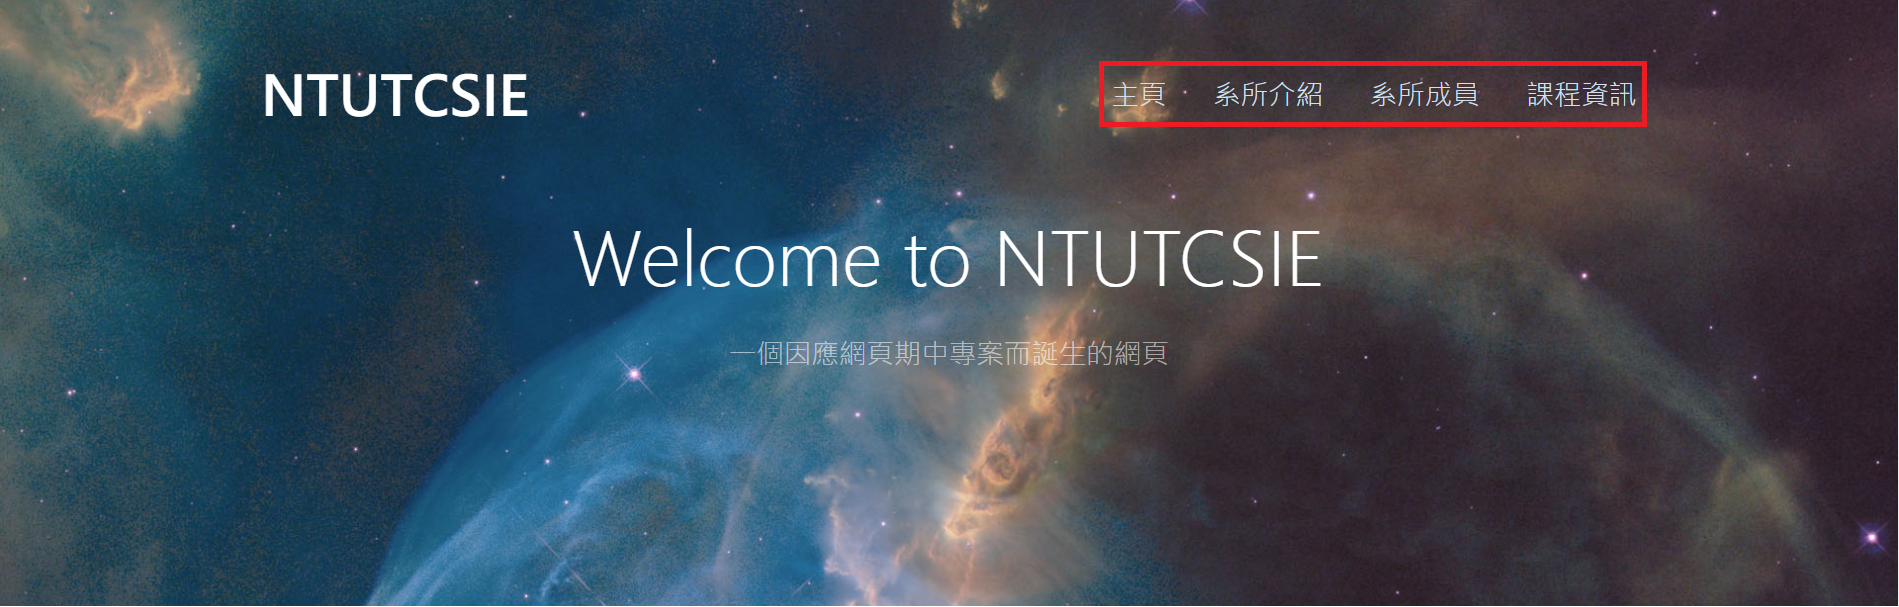 NTUTCSIE
主頁 系所介紹 系所成員 課程資訊
Welcome to NTUTCSIE
一個因應網頁期中專案而誕生的網頁